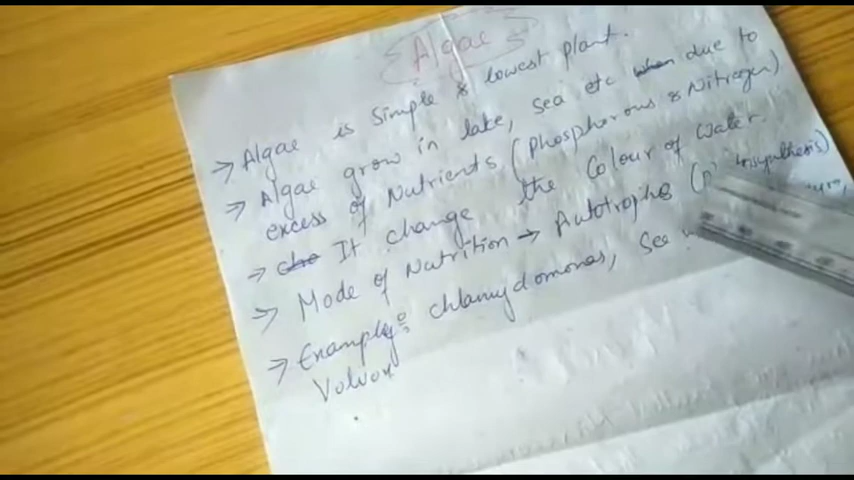 Algae
→ Algae is simple & lowest plant.
→ Algae grow in lake, sea etc due to
excess of Nutrients (Phosphorous & Nitrogen)
→ It change the Colour of Water.
→ Mode of Nutrition → Autotrophs
→ Example: chlamydomonas, See
Volvox